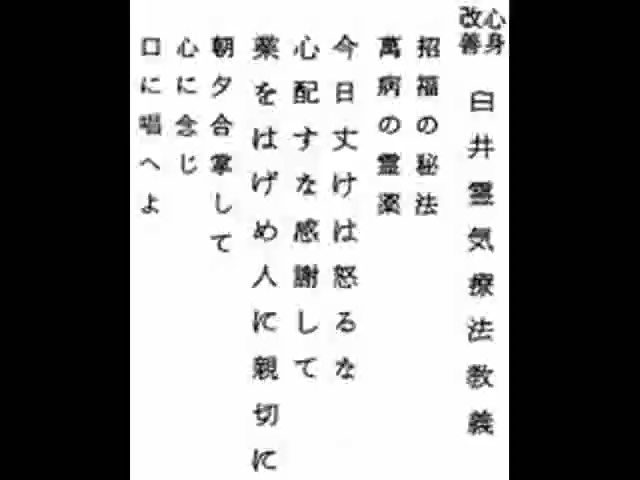 心身
改善 臼井霊気療法教義
招福の秘法
萬病の霊薬
今日丈けは怒るな
心配すな感謝して
業をはげめ人に親切に
朝夕合掌して
心に念じ
口に唱へよ